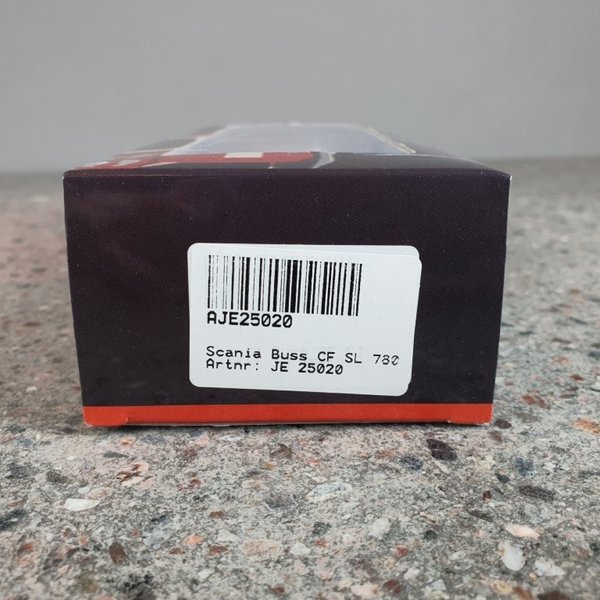 AJE25020
Scania Buss CF SL 780
Artnr: JE 25020